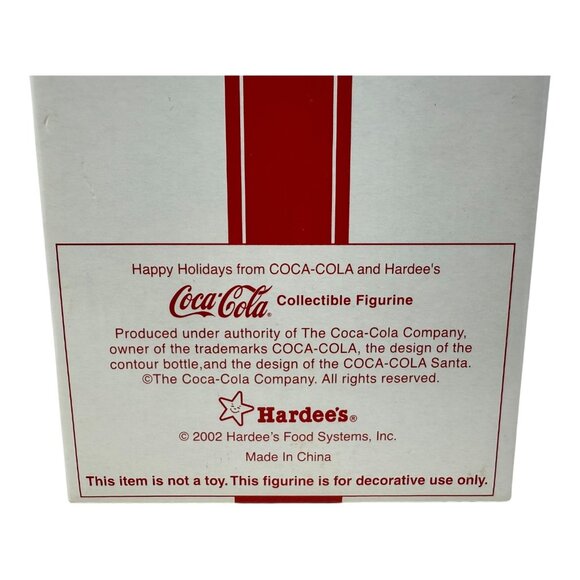 Happy Holidays from COCA-COLA and Hardee's
Coca-Cola® Collectible Figurine
Produced under authority of The Coca-Cola Company,
owner of the trademarks COCA-COLA, the design of the
contour bottle,and the design of the COCA-COLA Santa.
©The Coca-Cola Company. All rights reserved.
Hardee's®
© 2002 Hardee's Food Systems, Inc.
Made In China
This item is not a toy. This figurine is for decorative use only.